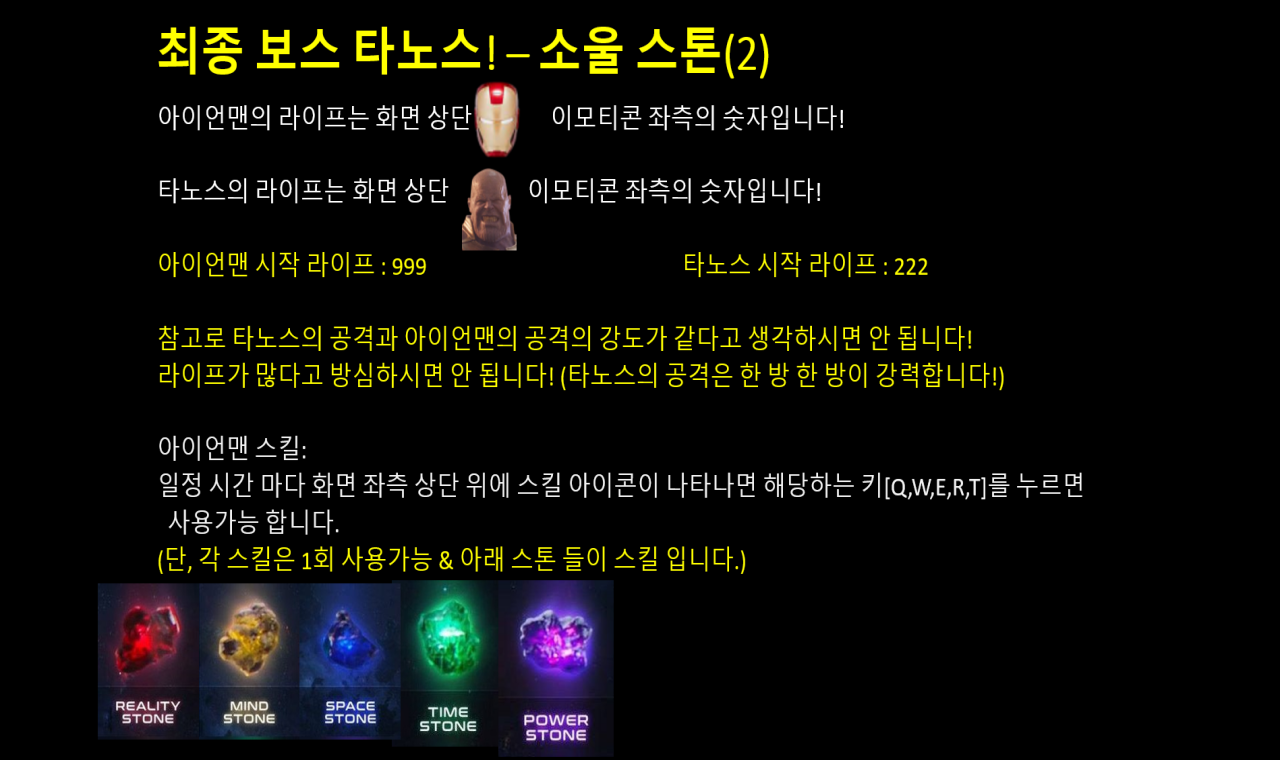 최종 보스 타노스! – 소울 스톤(2)
아이언맨의 라이프는 화면 상단 이모티콘 좌측의 숫자입니다!
타노스의 라이프는 화면 상단 이모티콘 좌측의 숫자입니다!
아이언맨 시작 라이프 : 999 타노스 시작 라이프 : 222
참고로 타노스의 공격과 아이언맨의 공격의 강도가 같다고 생각하시면 안 됩니다!
라이프가 많다고 방심하시면 안 됩니다! (타노스의 공격은 한 방 한 방이 강력합니다!)
아이언맨 스킬:
일정 시간 마다 화면 좌측 상단 위에 스킬 아이콘이 나타나면 해당하는 키[Q,W,E,R,T]를 누르면
사용가능 합니다.
(단, 각 스킬은 1회 사용가능 & 아래 스톤 들이 스킬 입니다.)
REALITY STONE
MIND STONE
SPACE STONE
TIME STONE
POWER STONE